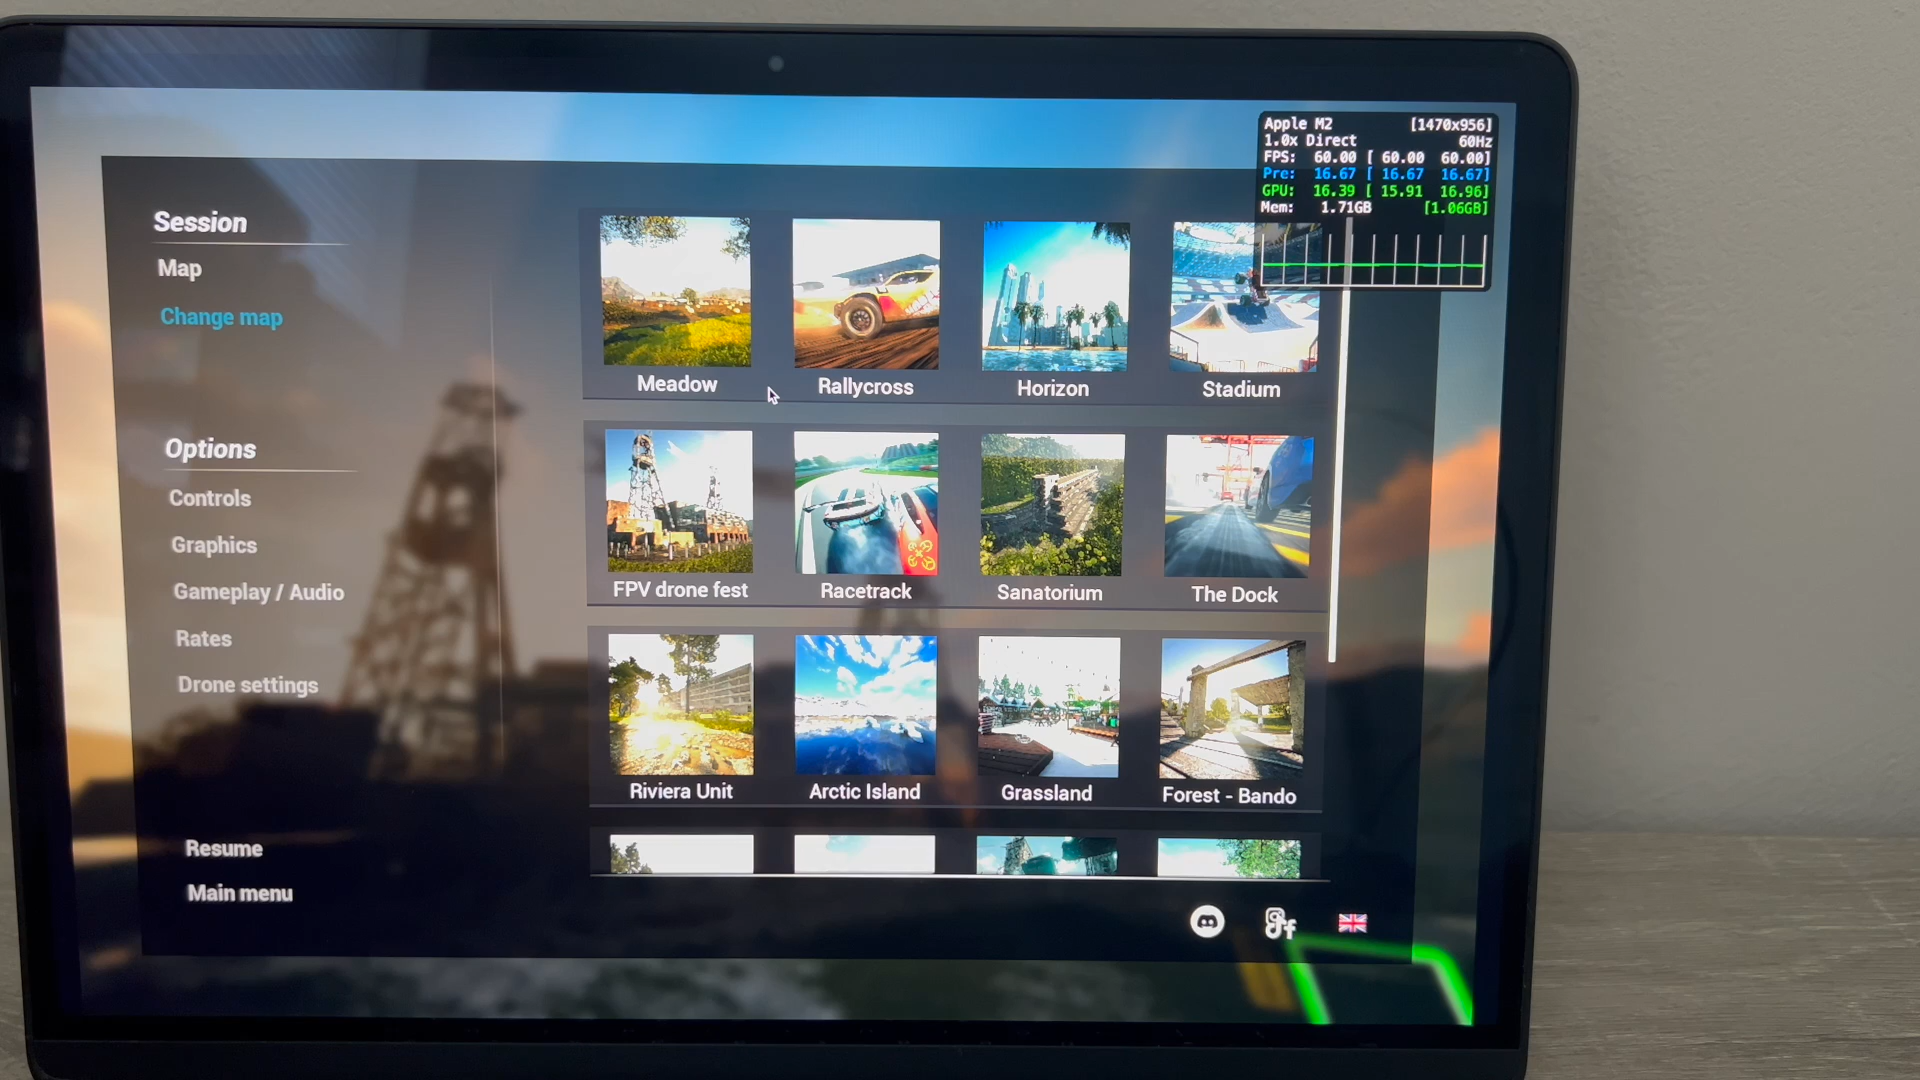 Apple M2 [1470x956]
1.0x Direct 60Hz
FPS: 60.00 [ 60.00 60.00]
Pre: 16.67 [ 16.67 16.67]
GPU: 16.39 [ 15.91 16.96]
Mem: 1.71GB [1.06GB]
Session
Map
Change map
Options
Controls
Graphics
Gameplay / Audio
Rates
Drone settings
Resume
Main menu
Meadow
Rallycross
Horizon
Stadium
FPV drone fest
Racetrack
Sanatorium
The Dock
Riviera Unit
Arctic Island
Grassland
Forest - Bando